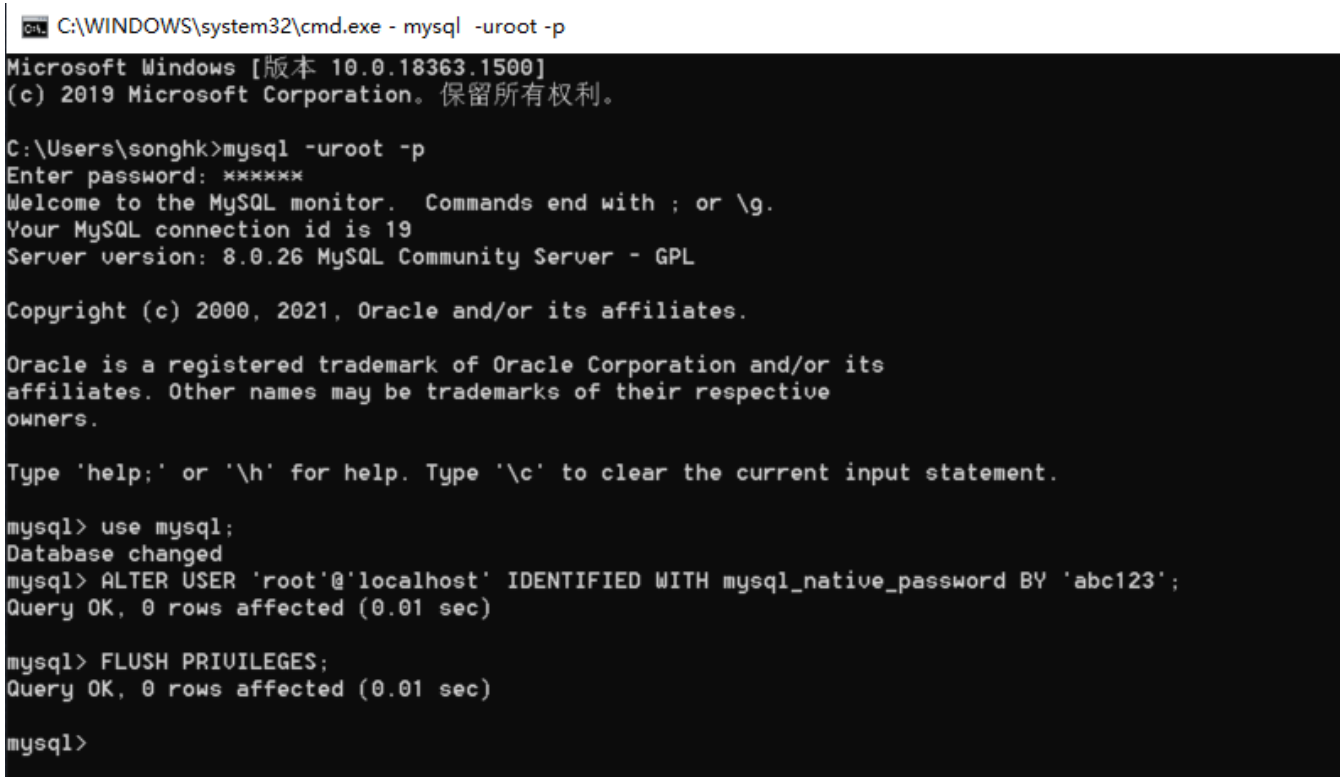 C:\WINDOWS\system32\cmd.exe - mysql  -uroot -p
Microsoft Windows [版本 10.0.18363.1500]
(c) 2019 Microsoft Corporation。保留所有权利。
C:\Users\songhk>mysql -uroot -p
Enter password: ******
Welcome to the MySQL monitor.  Commands end with ; or \g.
Your MySQL connection id is 19
Server version: 8.0.26 MySQL Community Server - GPL
Copyright (c) 2000, 2021, Oracle and/or its affiliates.
Oracle is a registered trademark of Oracle Corporation and/or its
affiliates. Other names may be trademarks of their respective
owners.
Type 'help;' or '\h' for help. Type '\c' to clear the current input statement.
mysql> use mysql;
Database changed
mysql> ALTER USER 'root'@'localhost' IDENTIFIED WITH mysql_native_password BY 'abc123';
Query OK, 0 rows affected (0.01 sec)
mysql> FLUSH PRIVILEGES;
Query OK, 0 rows affected (0.01 sec)
mysql>